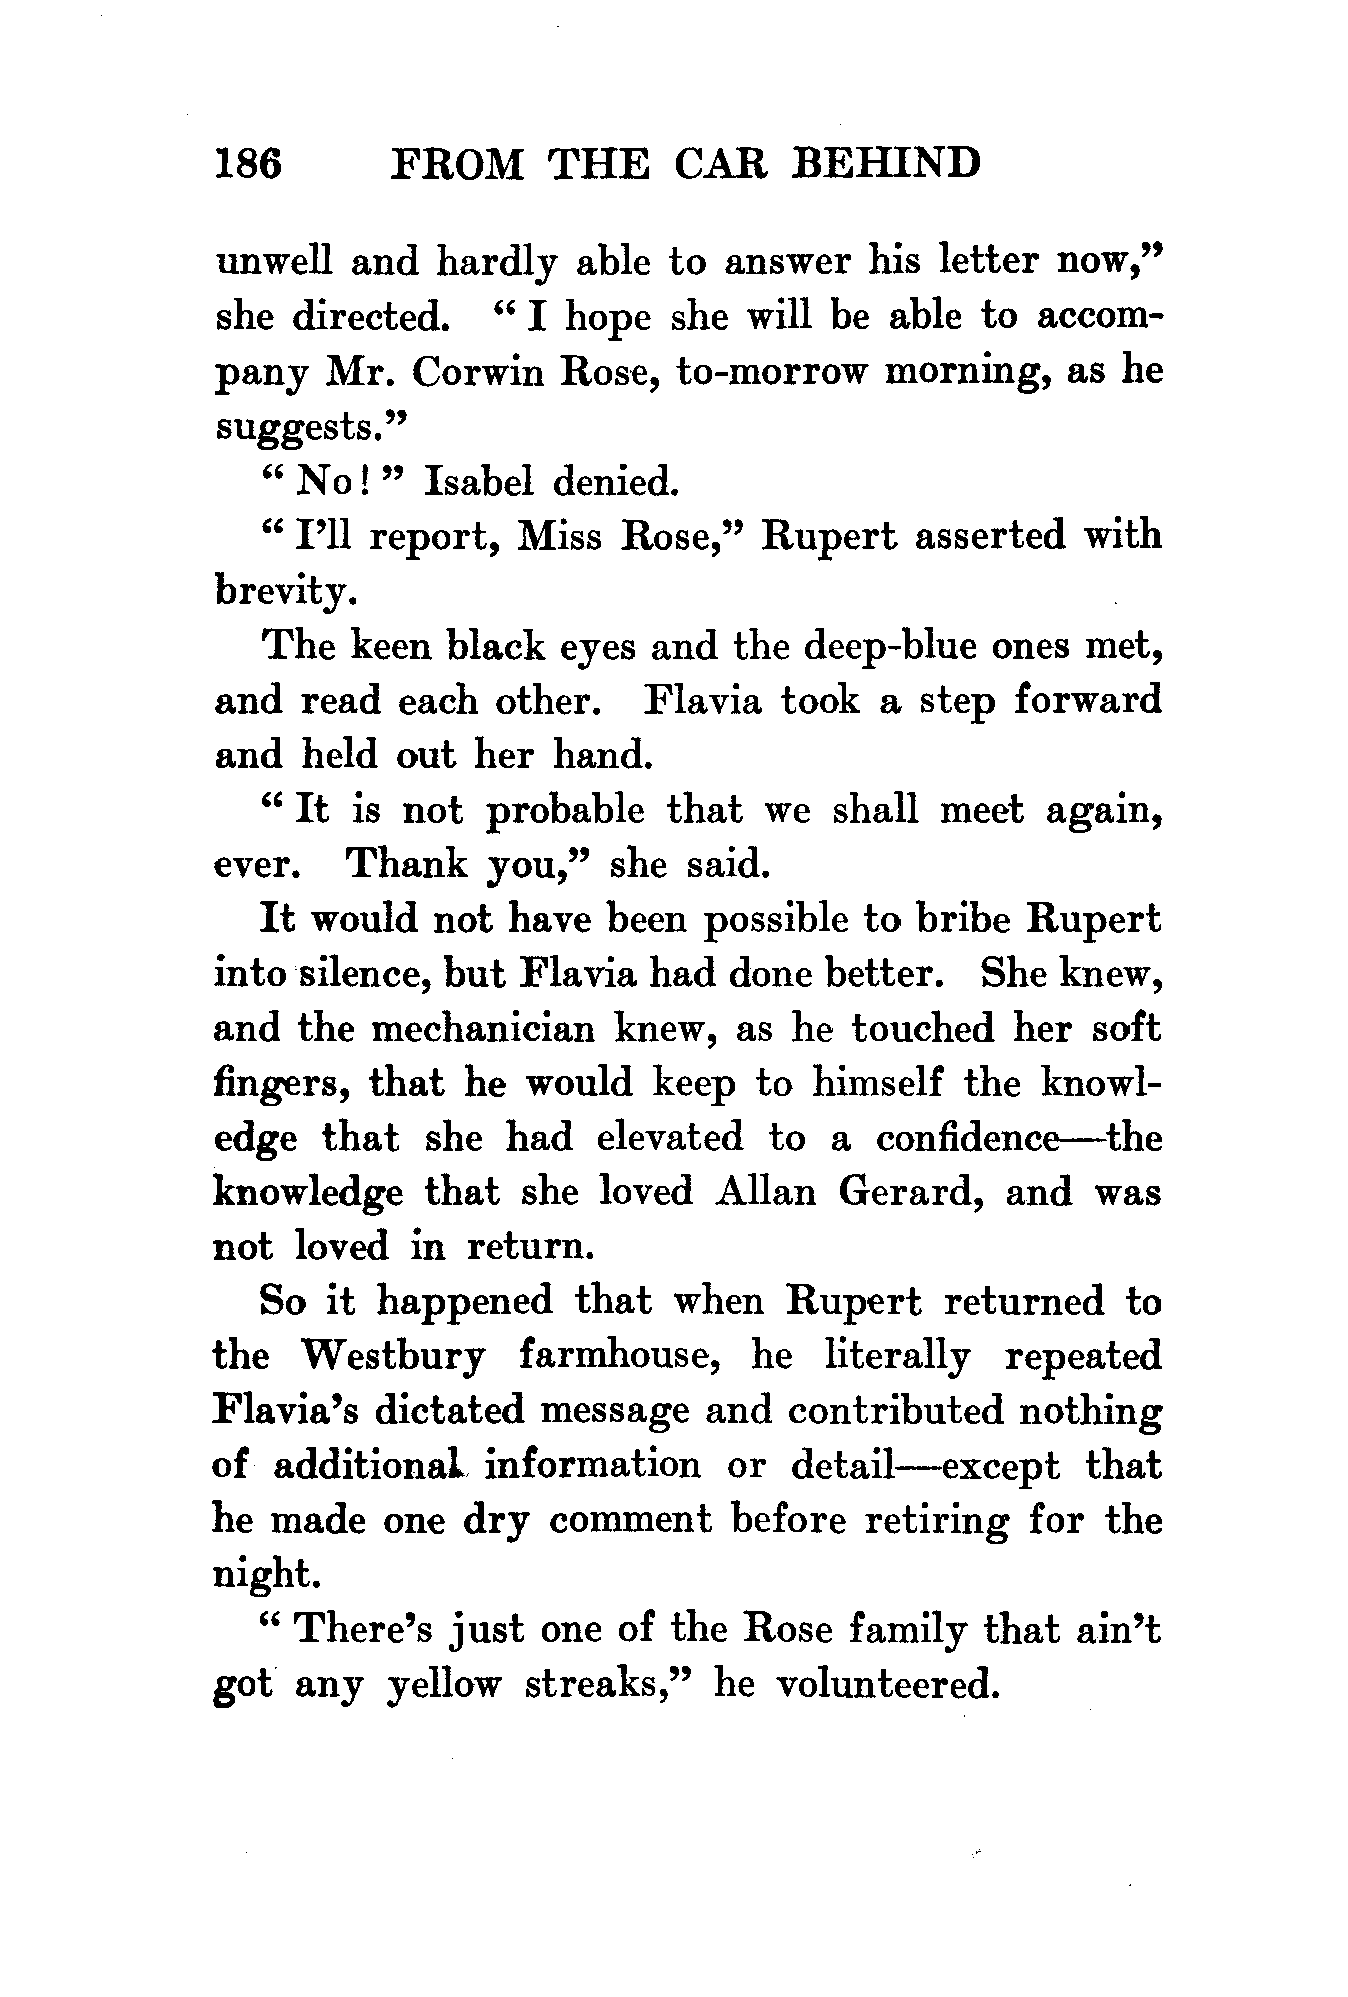 186 FROM THE CAR BEHIND
unwell and hardly able to answer his letter now,”
she directed. “ I hope she will be able to accom-
pany Mr. Corwin Rose, to-morrow morning, as he
suggests.”
“ No! ” Isabel denied.
“ I’ll report, Miss Rose,” Rupert asserted with
brevity.
The keen black eyes and the deep-blue ones met,
and read each other. Flavia took a step forward
and held out her hand.
“ It is not probable that we shall meet again,
ever. Thank you,” she said.
It would not have been possible to bribe Rupert
into silence, but Flavia had done better. She knew,
and the mechanician knew, as he touched her soft
fingers, that he would keep to himself the knowl-
edge that she had elevated to a confidence—the
knowledge that she loved Allan Gerard, and was
not loved in return.
So it happened that when Rupert returned to
the Westbury farmhouse, he literally repeated
Flavia’s dictated message and contributed nothing
of additional information or detail—except that
he made one dry comment before retiring for the
night.
“ There’s just one of the Rose family that ain’t
got any yellow streaks,” he volunteered.